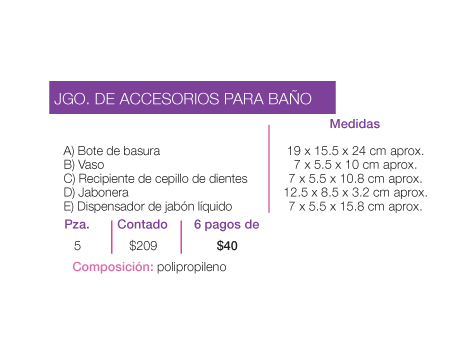 JGO. DE ACCESORIOS PARA BAÑO
Medidas
A) Bote de basura 19 x 15.5 x 24 cm aprox.
B) Vaso 7 x 5.5 x 10 cm aprox.
C) Recipiente de cepillo de dientes 7 x 5.5 x 10.8 cm aprox.
D) Jabonera 12.5 x 8.5 x 3.2 cm aprox.
E) Dispensador de jabón líquido 7 x 5.5 x 15.8 cm aprox.
Pza. Contado 6 pagos de
5 $209 $40
Composición: polipropileno